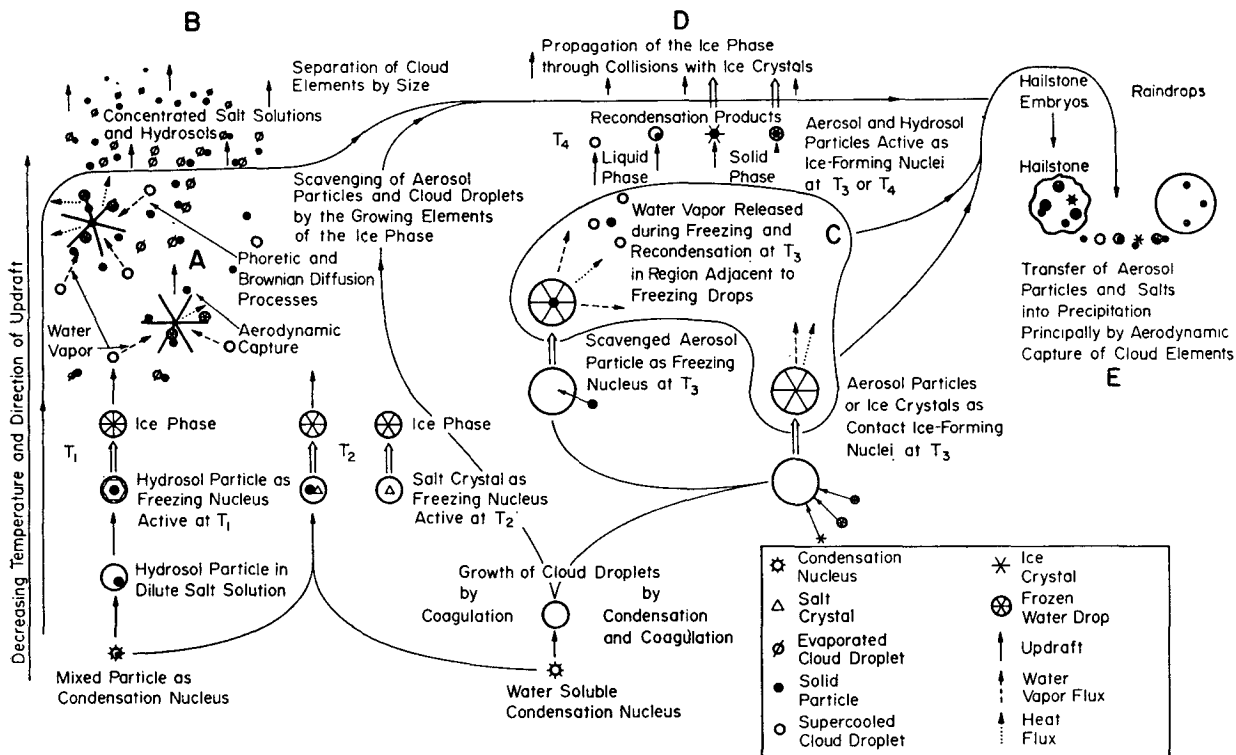 B
D
Propagation of the Ice Phase
through Collisions with Ice Crystals
Separation of Cloud
Elements by Size
Concentrated Salt Solutions
and Hydrosols
Hailstone
Embryos
Raindrops
Recondensation Products
T4
Liquid
Phase
Solid
Phase
Aerosol and Hydrosol
Particles Active as
Ice-Forming Nuclei
at T3 or T4
Hailstone
Scavenging of Aerosol
Particles and Cloud Droplets
by the Growing Elements
of the Ice Phase
Water Vapor Released
during Freezing and
Recondensation at T3
in Region Adjacent to
Freezing Drops
C
A
Phoretic and
Brownian Diffusion
Processes
Water
Vapor
Aerodynamic
Capture
Transfer of Aerosol
Particles and Salts
into Precipitation
Principally by Aerodynamic
Capture of Cloud Elements
E
Scavenged Aerosol
Particle as Freezing
Nucleus at T3
Aerosol Particles
or Ice Crystals as
Contact Ice-Forming
Nuclei at T3
Decreasing Temperature and Direction of Updraft
T1
Ice Phase
T2
Ice Phase
Hydrosol Particle as
Freezing Nucleus
Active at T1
Salt Crystal as
Freezing Nucleus
Active at T2
Hydrosol Particle in
Dilute Salt Solution
Growth of Cloud Droplets
by
Coagulation
by
Condensation
and Coagulation
Mixed Particle as
Condensation Nucleus
Water Soluble
Condensation Nucleus
Condensation
Nucleus
Salt
Crystal
Evaporated
Cloud Droplet
Solid
Particle
Supercooled
Cloud Droplet
Ice
Crystal
Frozen
Water Drop
Updraft
Water
Vapor Flux
Heat
Flux